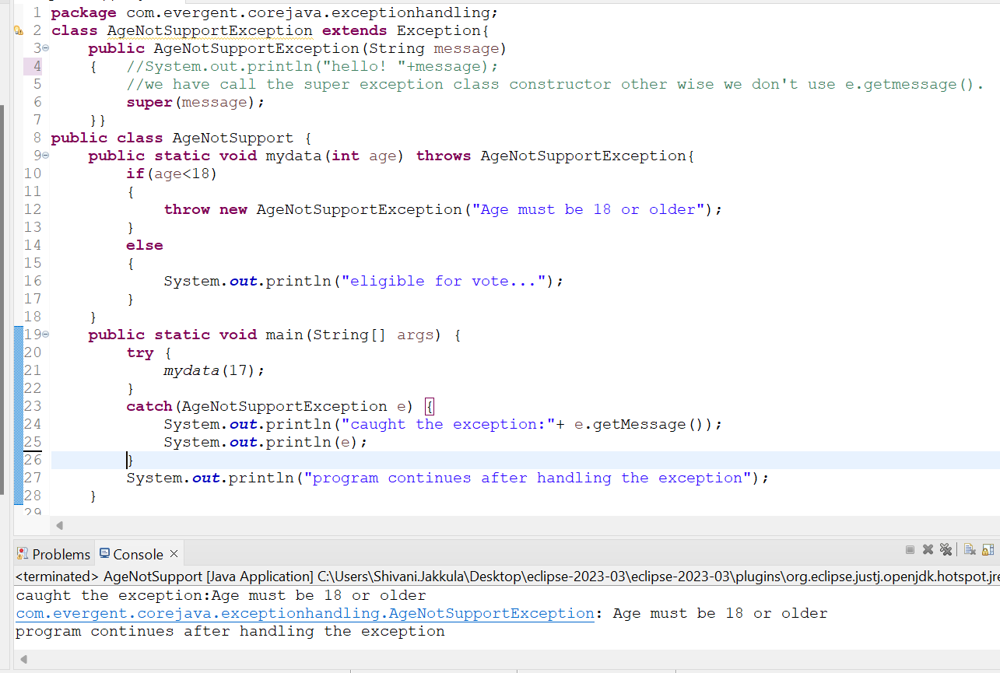 1 package com.evergent.corejava.exceptionhandling;
2 class AgeNotSupportException extends Exception{
3 public AgeNotSupportException(String message)
4 { //System.out.println("hello! "+message);
5 //we have call the super exception class constructor other wise we don't use e.getmessage().
6 super(message);
7 }}
8 public class AgeNotSupport {
9 public static void mydata(int age) throws AgeNotSupportException{
10 if(age<18)
11 {
12 throw new AgeNotSupportException("Age must be 18 or older");
13 }
14 else
15 {
16 System.out.println("eligible for vote...");
17 }
18 }
19 public static void main(String[] args) {
20 try {
21 mydata(17);
22 }
23 catch(AgeNotSupportException e) {
24 System.out.println("caught the exception:"+ e.getMessage());
25 System.out.println(e);
26 }
27 System.out.println("program continues after handling the exception");
28 }
29
Problems Console
<terminated> AgeNotSupport [Java Application] C:\Users\Shivani.Jakkula\Desktop\eclipse-2023-03\eclipse-2023-03\plugins\org.eclipse.justj.openjdk.hotspot.jre
caught the exception:Age must be 18 or older
com.evergent.corejava.exceptionhandling.AgeNotSupportException: Age must be 18 or older
program continues after handling the exception